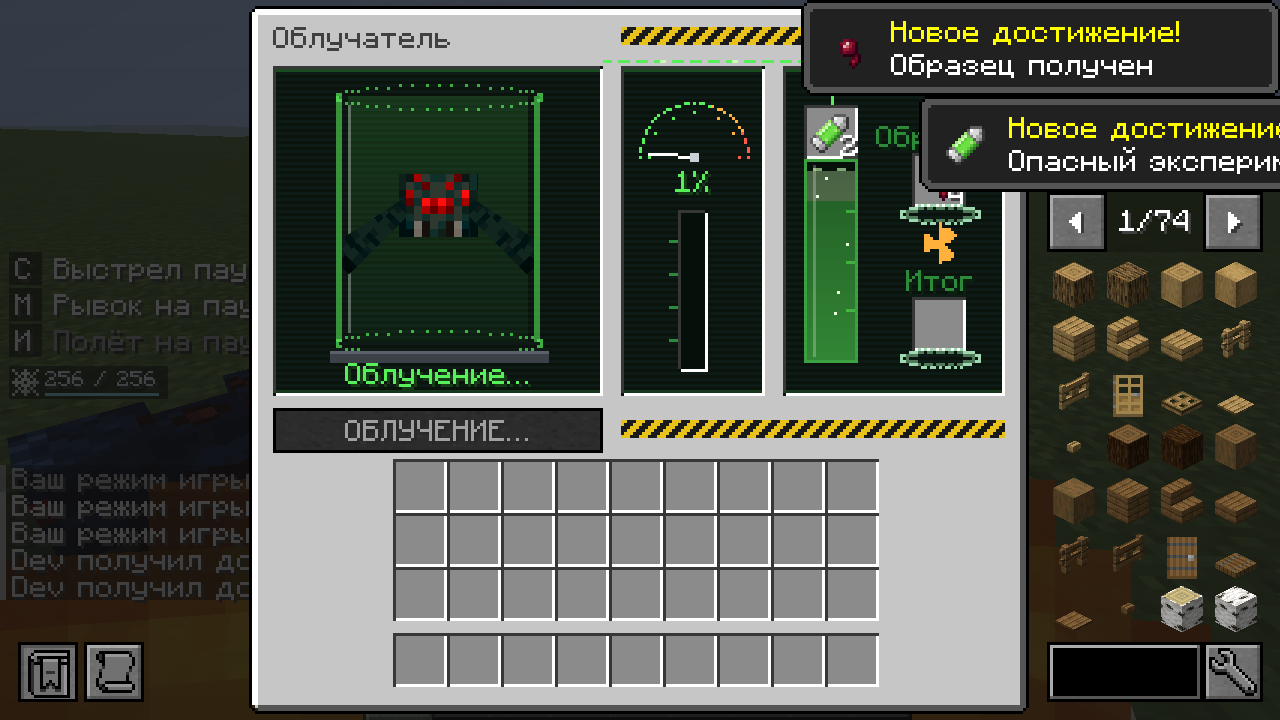 Облучатель
Новое достижение!
Образец получен
Новое достижение
Опасный эксперим
1%
2
Обр
Итог
Облучение...
ОБЛУЧЕНИЕ...
1/74
C Выстрел пау
M Рывок на пау
И Полёт на пау
256 / 256
Ваш режим игры
Ваш режим игры
Ваш режим игры
Dev получил до
Dev получил до